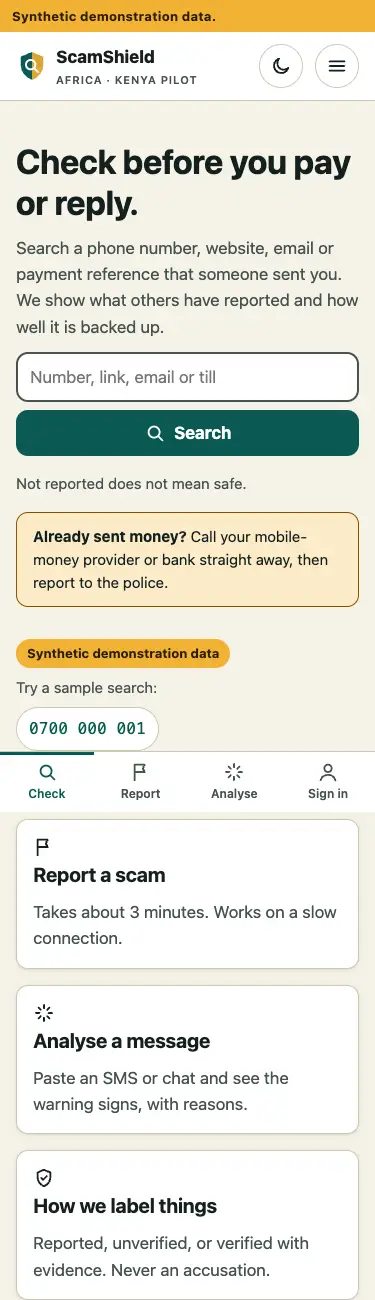 Synthetic demonstration data.
ScamShield
AFRICA · KENYA PILOT
Check before you pay
or reply.
Search a phone number, website, email or
payment reference that someone sent you.
We show what others have reported and how
well it is backed up.
Number, link, email or till
Search
Not reported does not mean safe.
Already sent money? Call your mobile-
money provider or bank straight away, then
report to the police.
Synthetic demonstration data
Try a sample search:
0700 000 001
Check
Report
Analyse
Sign in
Report a scam
Takes about 3 minutes. Works on a slow
connection.
Analyse a message
Paste an SMS or chat and see the
warning signs, with reasons.
How we label things
Reported, unverified, or verified with
evidence. Never an accusation.